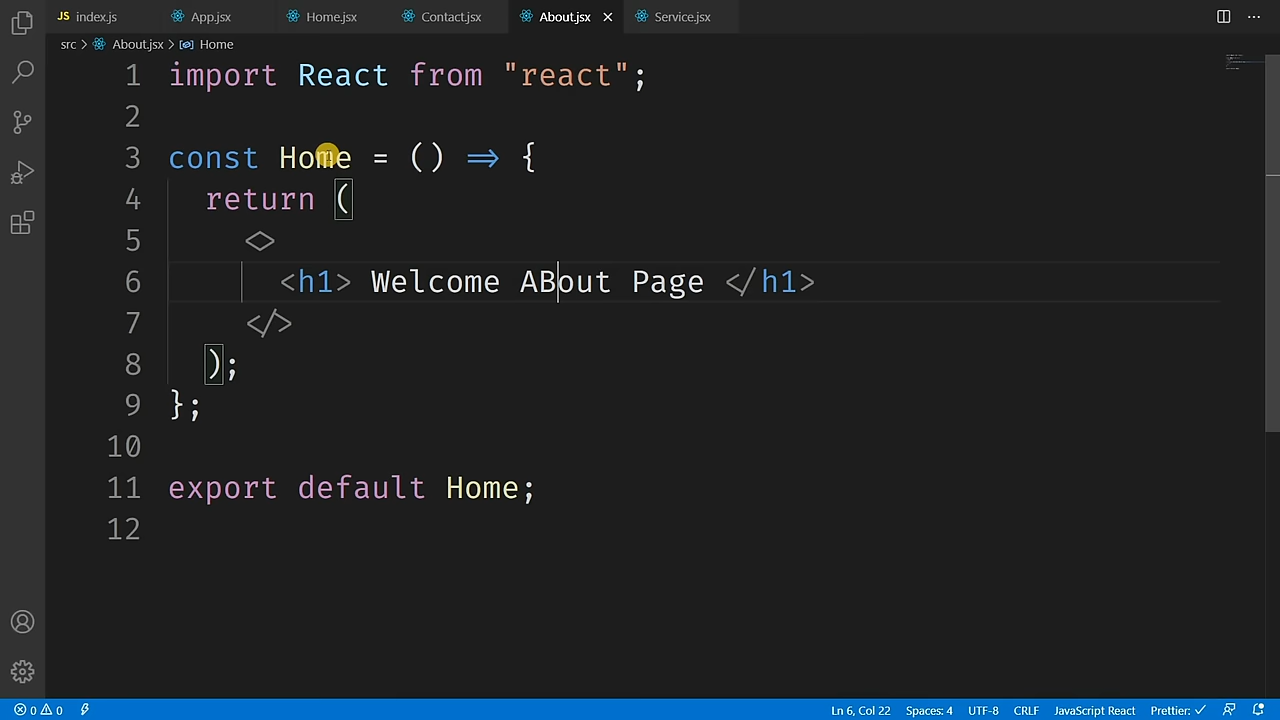 JS index.js App.jsx Home.jsx Contact.jsx About.jsx Service.jsx
src > About.jsx > Home
1 import React from "react";
2
3 const Home = () => {
4 return (
5 <>
6 <h1> Welcome ABout Page </h1>
7 </>
8 );
9 };
10
11 export default Home;
12
0 0 Ln 6, Col 22 Spaces: 4 UTF-8 CRLF JavaScript React Prettier: ✓